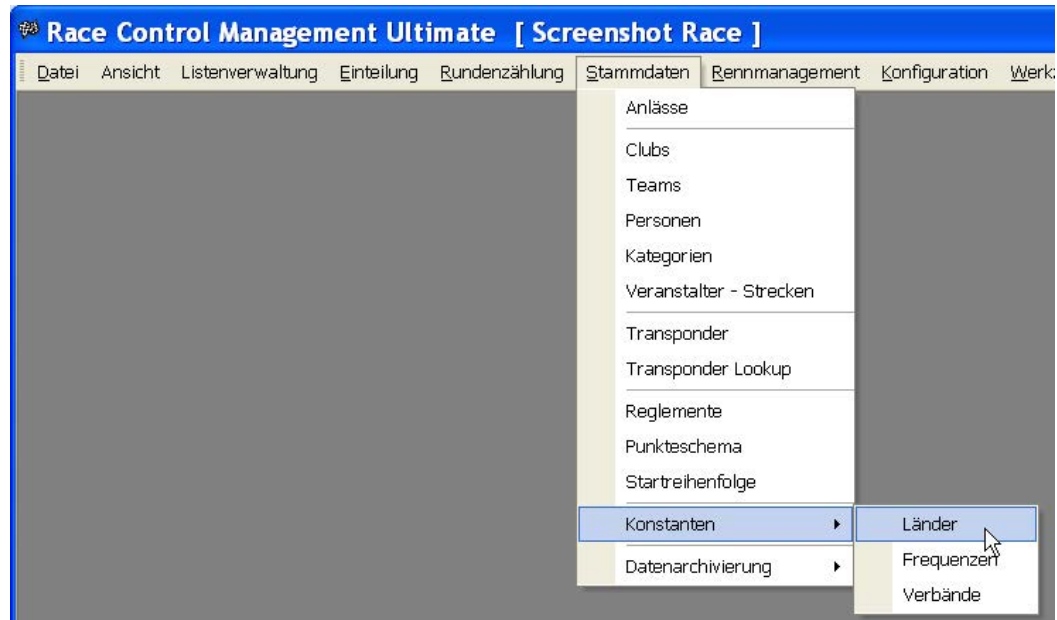 Race Control Management Ultimate [ Screenshot Race ]
Datei Ansicht Listenverwaltung Einteilung Rundenzählung Stammdaten Rennmanagement Konfiguration
Anlässe
Clubs
Teams
Personen
Kategorien
Veranstalter - Strecken
Transponder
Transponder Lookup
Reglemente
Punkteschema
Startreihenfolge
Konstanten
Länder
Frequenzen
Verbände
Datenarchivierung